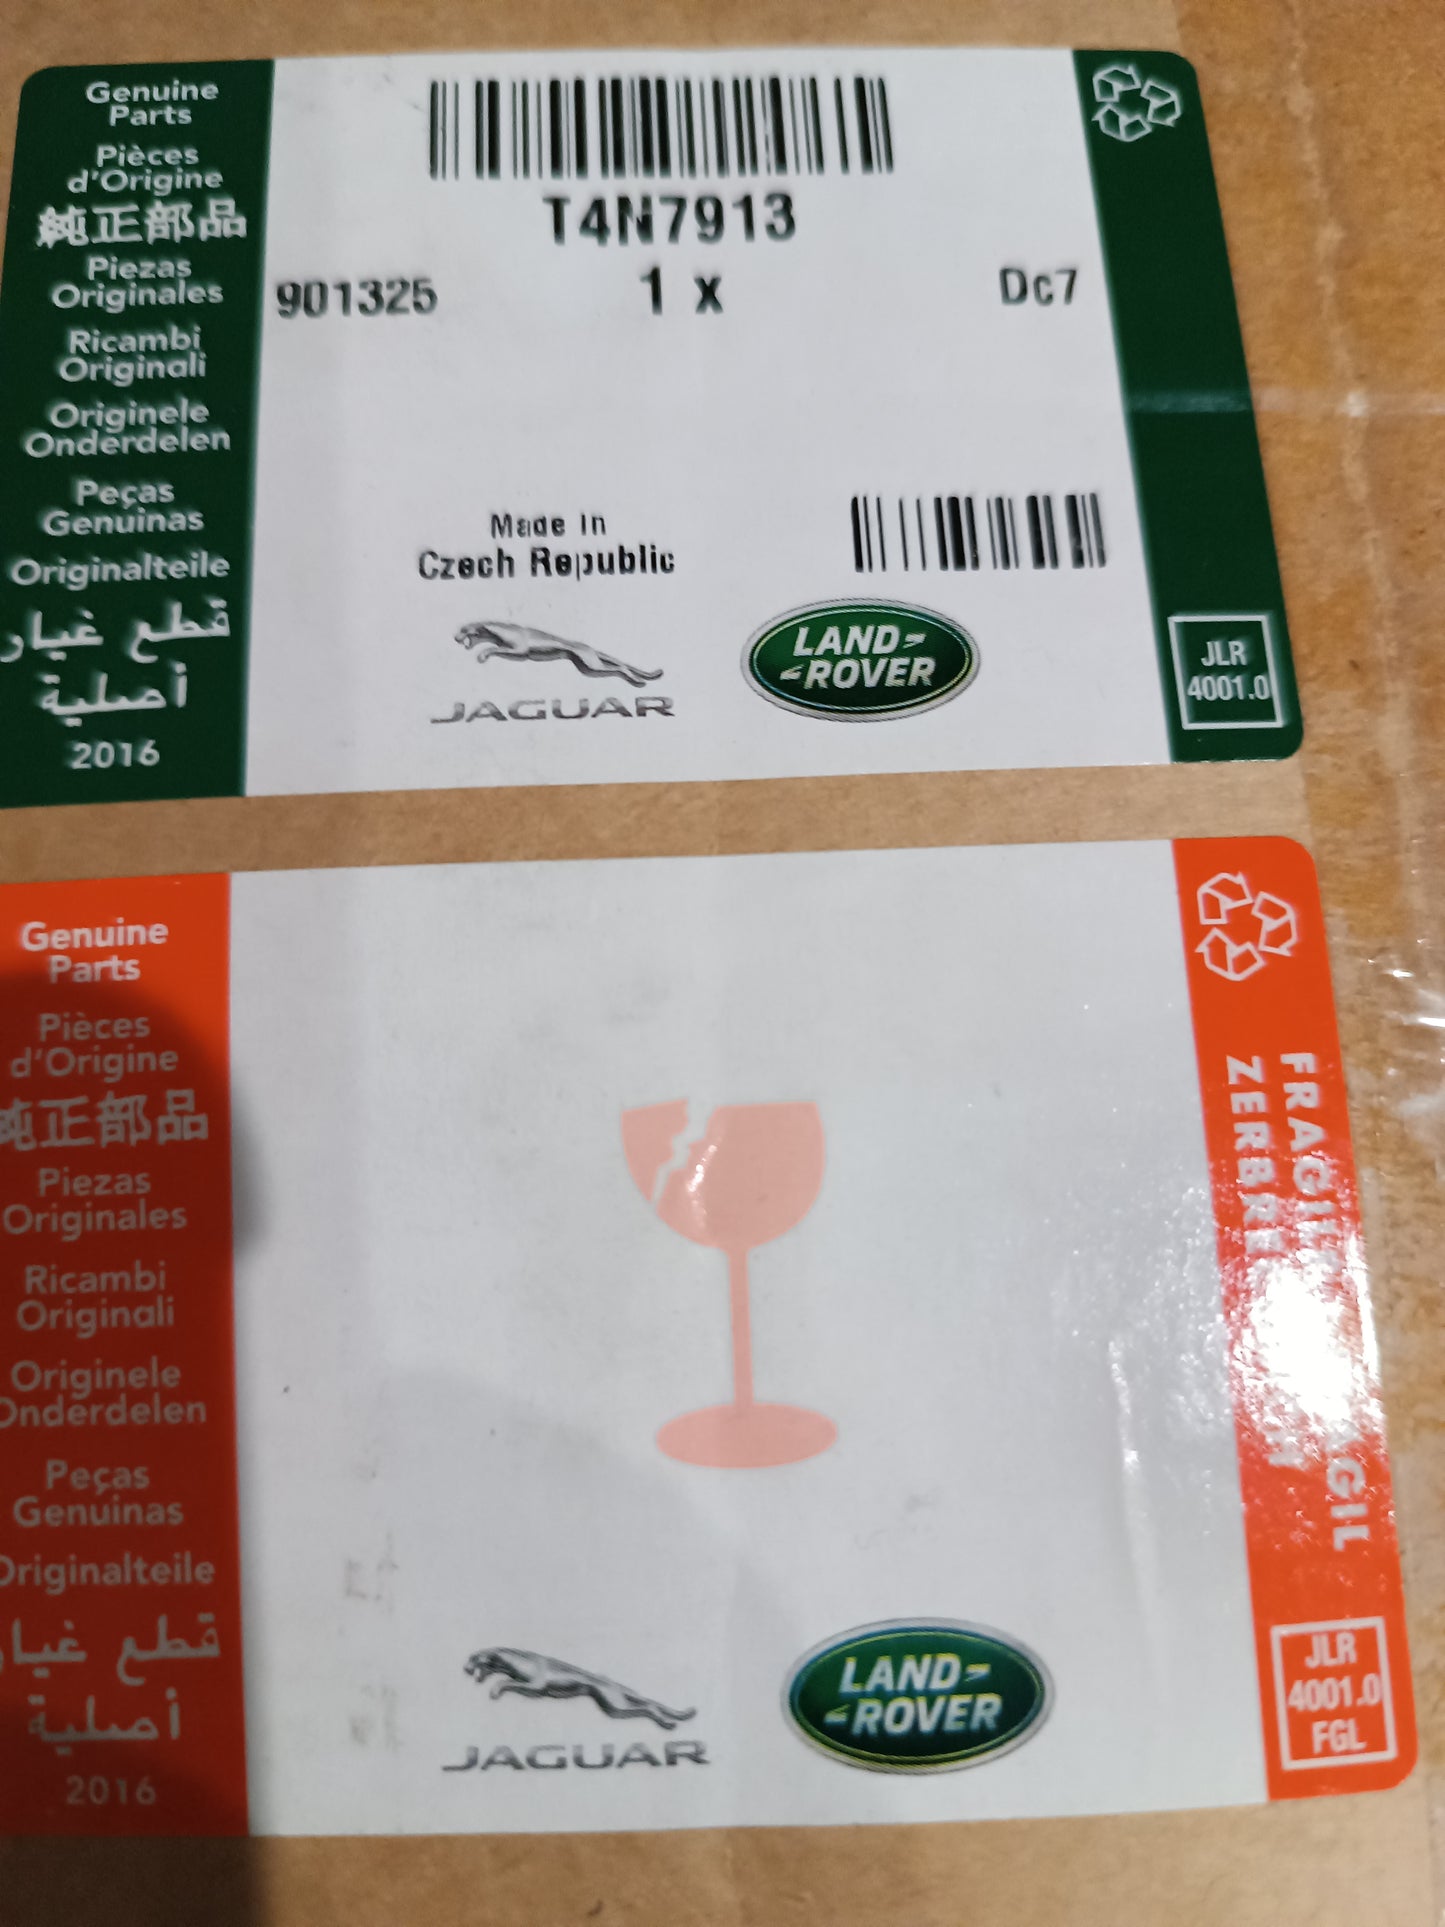 Genuine
Parts
Pièces
d'Origine
純正部品
Piezas
Originales
Ricambi
Originali
Originele
Onderdelen
Peças
Genuinas
Originalteile
قطع غيار
أصلية
2016
T4N7913
901325 1 x Dc7
Made In
Czech Republic
JAGUAR
LAND-
-ROVER
JLR
4001.0
Genuine
Parts
Pièces
d'Origine
純正部品
Piezas
Originales
Ricambi
Originali
Originele
Onderdelen
Peças
Genuinas
Originalteile
قطع غيار
أصلية
2016
JAGUAR
LAND-
-ROVER
JLR
4001.0
FGL